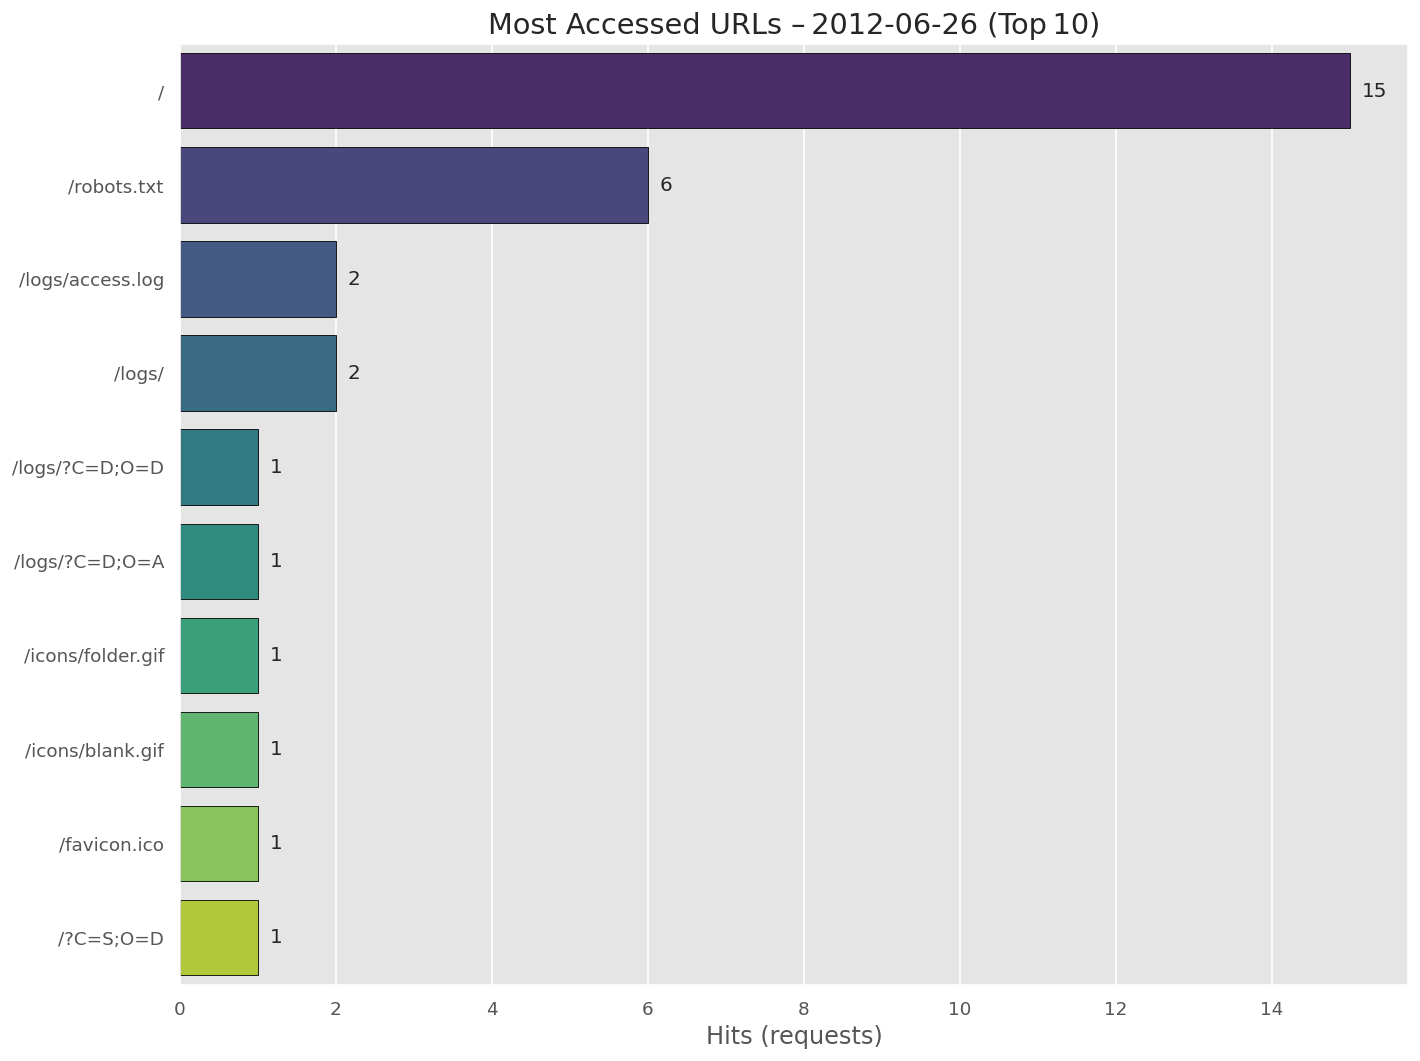 Most Accessed URLs – 2012-06-26 (Top 10)
/ 15
/robots.txt 6
/logs/access.log 2
/logs/ 2
/logs/?C=D;O=D 1
/logs/?C=D;O=A 1
/icons/folder.gif 1
/icons/blank.gif 1
/favicon.ico 1
/?C=S;O=D 1
0 2 4 6 8 10 12 14
Hits (requests)